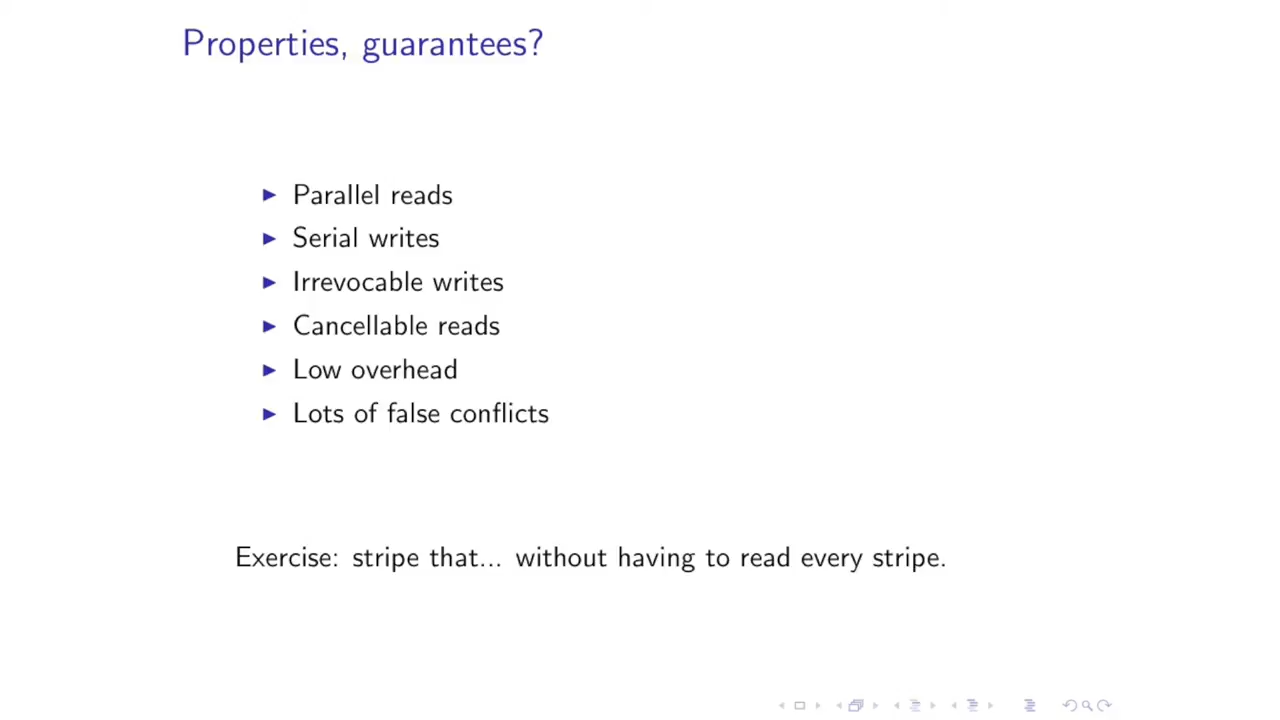 Properties, guarantees?
Parallel reads
Serial writes
Irrevocable writes
Cancellable reads
Low overhead
Lots of false conflicts
Exercise: stripe that... without having to read every stripe.